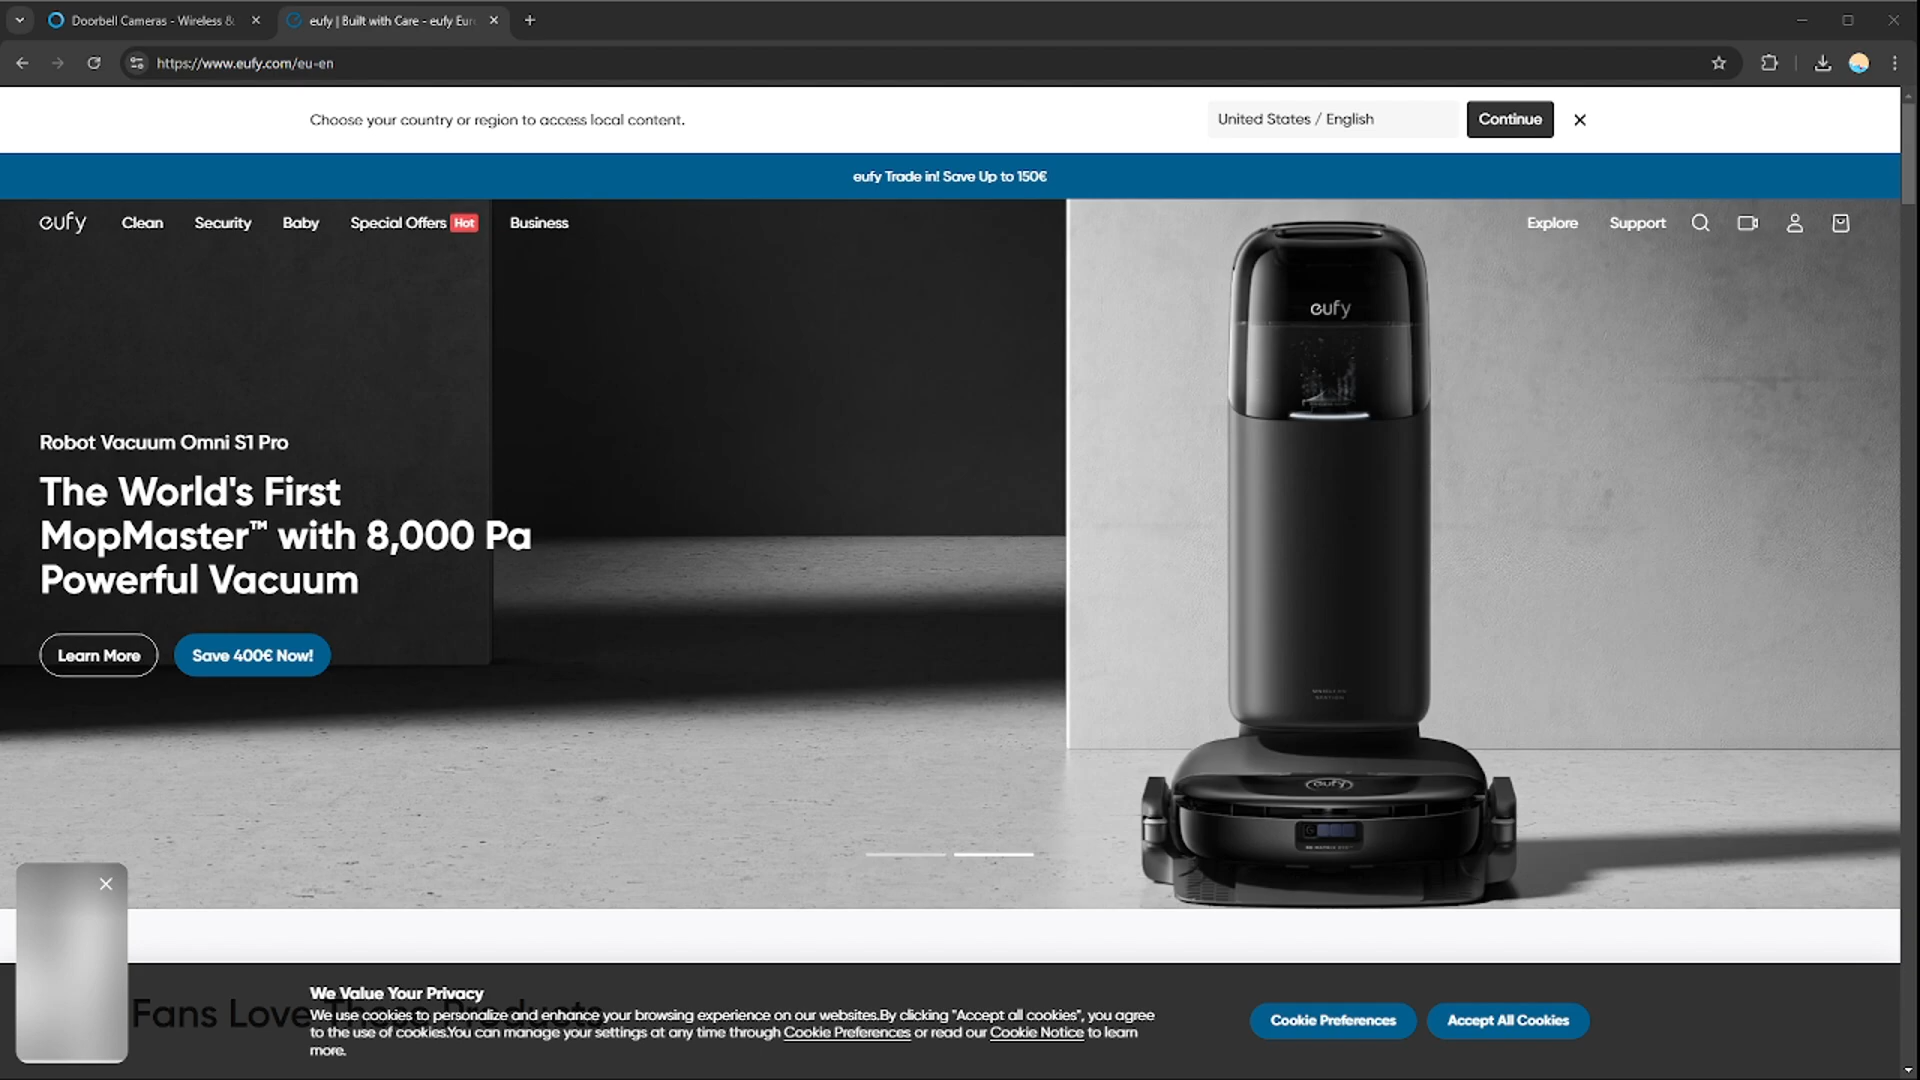 Doorbell Cameras - Wireless &
eufy | Built with Care - eufy Eur
https://www.eufy.com/eu-en
Choose your country or region to access local content.
United States / English
Continue
eufy Trade in! Save Up to 150€
eufy
Clean
Security
Baby
Special Offers
Hot
Business
Explore
Support
eufy
Robot Vacuum Omni S1 Pro
The World's First
MopMaster™ with 8,000 Pa
Powerful Vacuum
Learn More
Save 400€ Now!
eufy
Fans Love These Products
We Value Your Privacy
We use cookies to personalize and enhance your browsing experience on our websites.By clicking "Accept all cookies", you agree
to the use of cookies.You can manage your settings at any time through Cookie Preferences or read our Cookie Notice to learn
more.
Cookie Preferences
Accept All Cookies